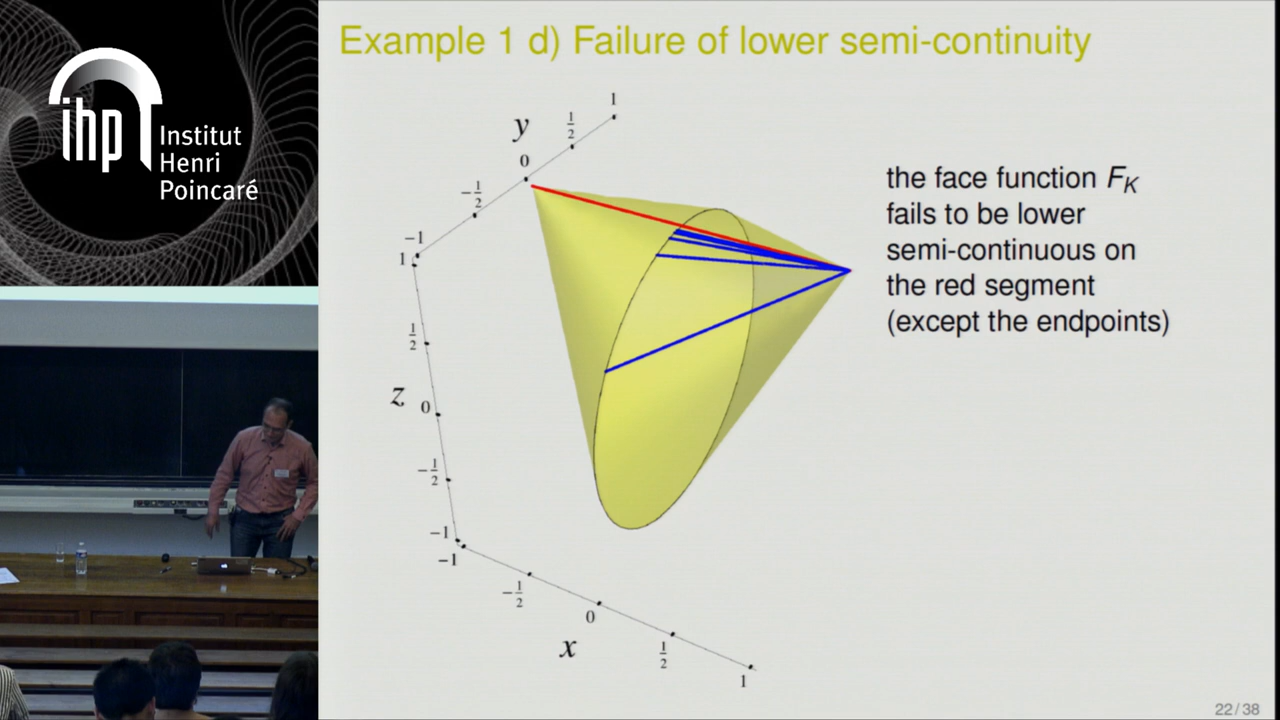 ihp
Institut
Henri
Poincaré
Example 1 d) Failure of lower semi-continuity
the face function F_K
fails to be lower
semi-continuous on
the red segment
(except the endpoints)
y
-1
-1/2
0
1/2
1
z
1
1/2
0
-1/2
-1
x
-1
-1/2
0
1/2
1
22/38